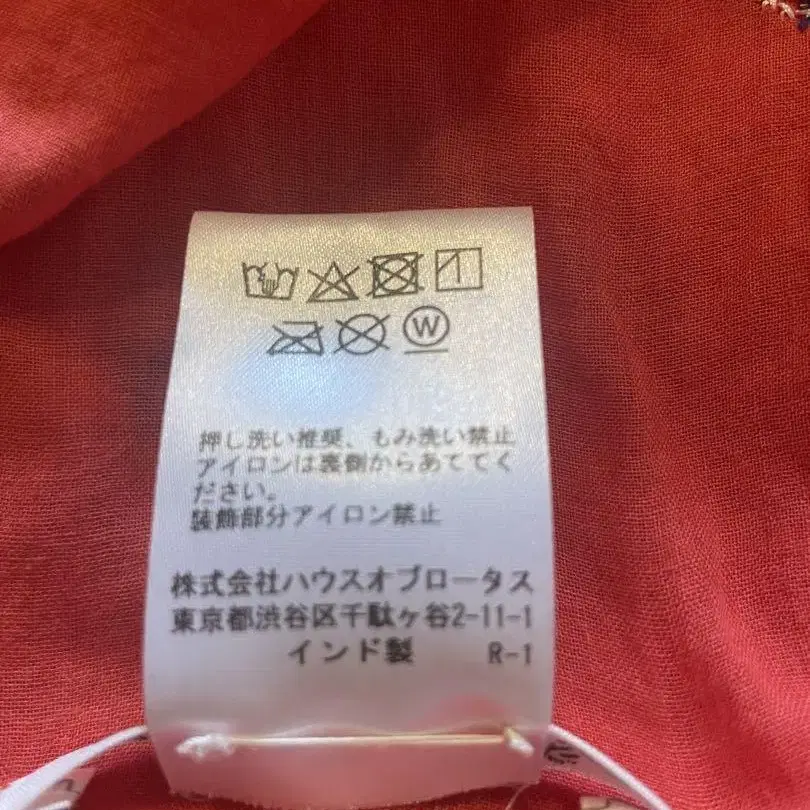 W
押し洗い推奨、もみ洗い禁止
アイロンは裏側からあててく
ださい。
装飾部分アイロン禁止
株式会社ハウスオブロータス
東京都渋谷区千駄ヶ谷2-11-1
インド製 R-1